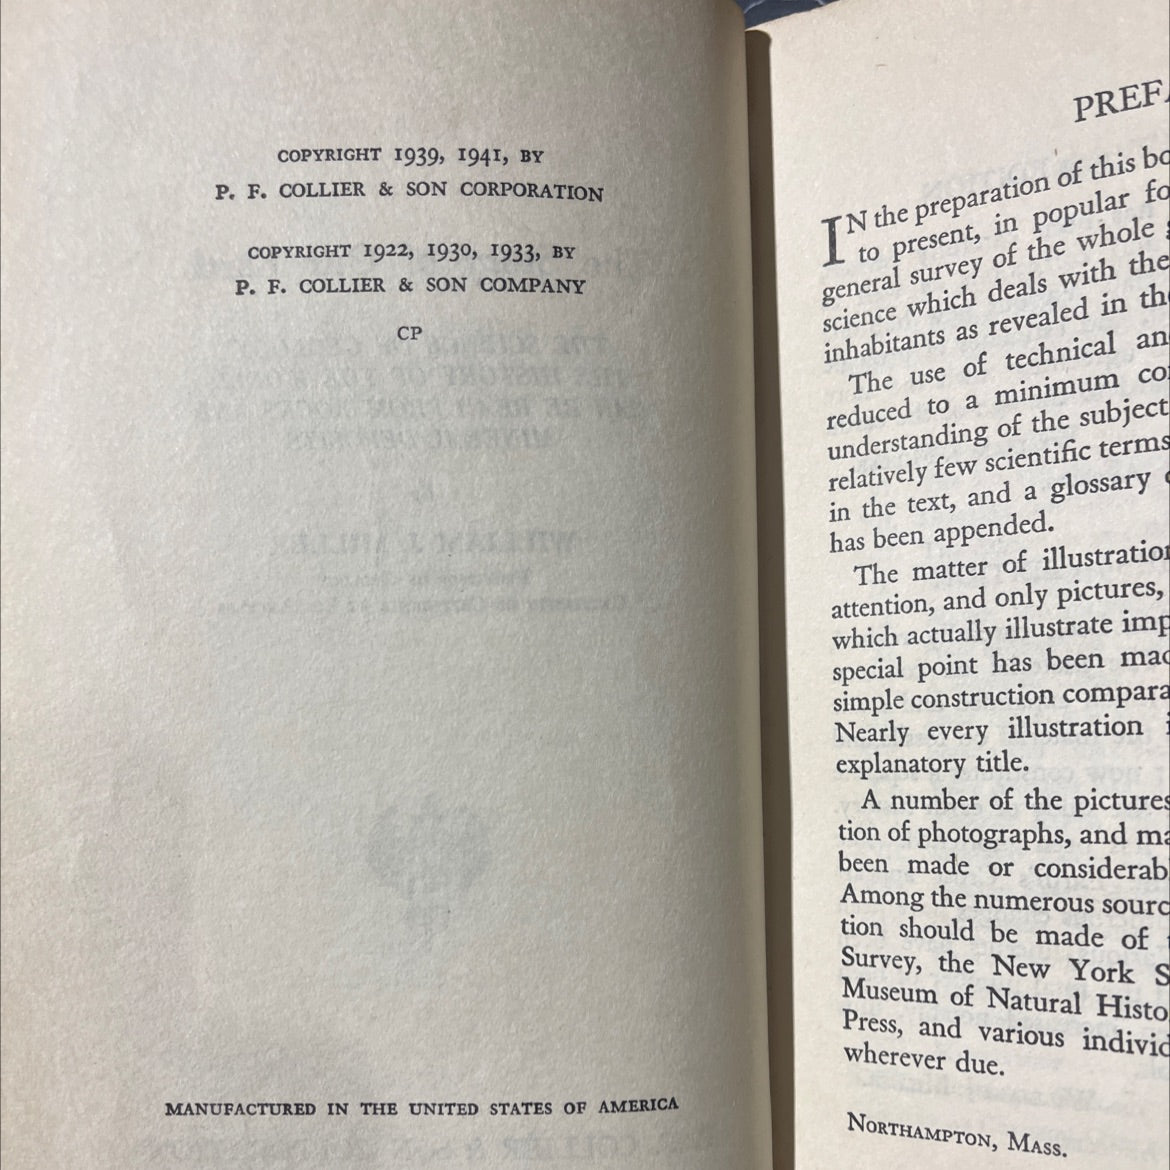 COPYRIGHT 1939, 1941, BY
P. F. COLLIER & SON CORPORATION
COPYRIGHT 1922, 1930, 1933, BY
P. F. COLLIER & SON COMPANY
CP
MANUFACTURED IN THE UNITED STATES OF AMERICA
PREFA
IN the preparation of this bo
to present, in popular fo
general survey of the whole
science which deals with the
inhabitants as revealed in the
The use of technical an
reduced to a minimum co
understanding of the subject
relatively few scientific terms
in the text, and a glossary
has been appended.
The matter of illustration
attention, and only pictures,
which actually illustrate imp
special point has been mad
simple construction compara
Nearly every illustration i
explanatory title.
A number of the pictures
tion of photographs, and ma
been made or considerab
Among the numerous sourc
tion should be made of
Survey, the New York S
Museum of Natural Histo
Press, and various individ
wherever due.
NORTHAMPTON, MASS.